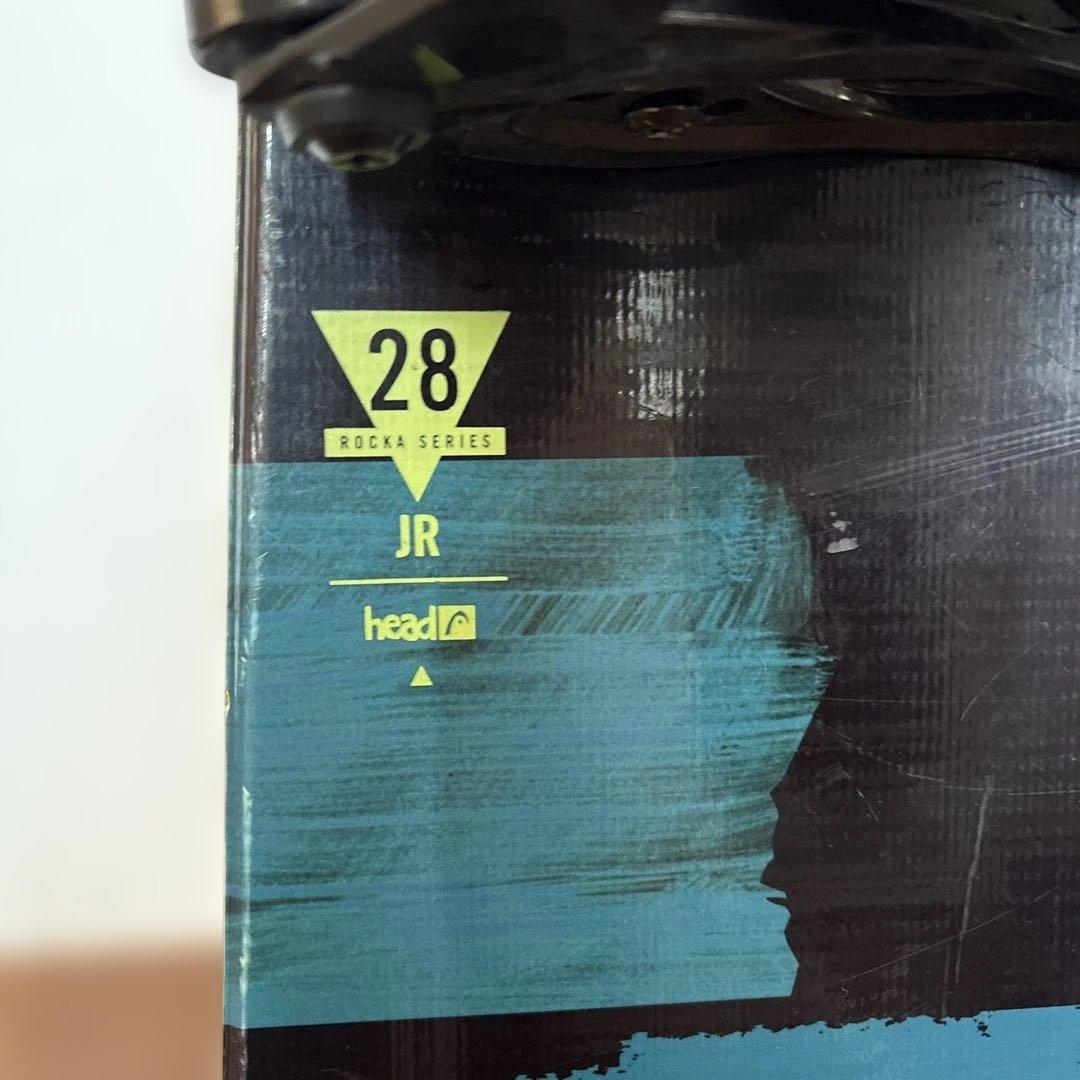 28
ROCKA SERIES
JR
head